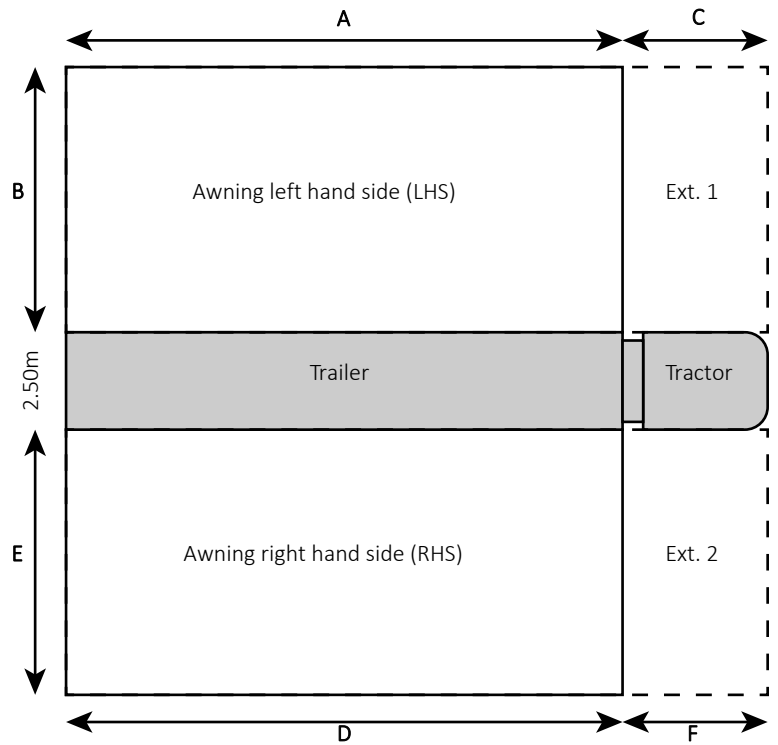 A
C
B
Awning left hand side (LHS)
Ext. 1
2.50m
Trailer
Tractor
E
Awning right hand side (RHS)
Ext. 2
D
F